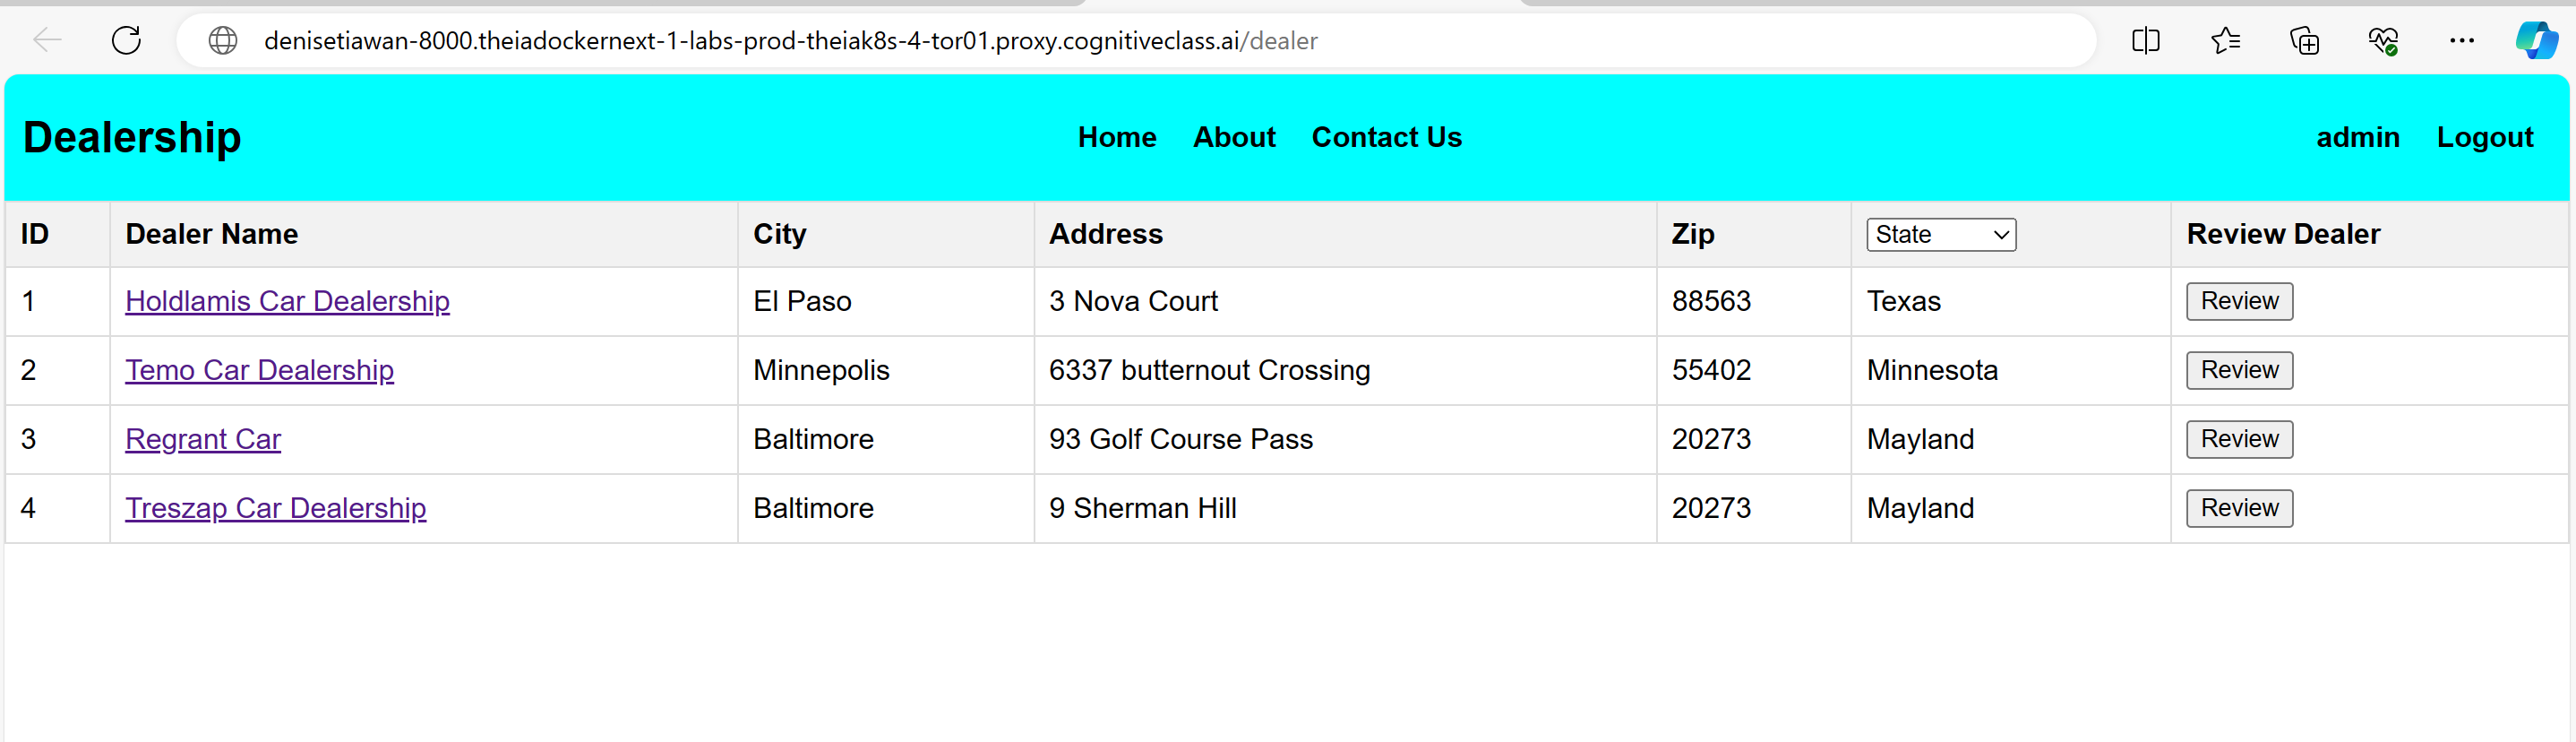 denisetiawan-8000.theiadockernext-1-labs-prod-theiak8s-4-tor01.proxy.cognitiveclass.ai/dealer
Dealership Home About Contact Us admin Logout
ID Dealer Name City Address Zip State Review Dealer
1 Holdlamis Car Dealership El Paso 3 Nova Court 88563 Texas Review
2 Temo Car Dealership Minnepolis 6337 butternout Crossing 55402 Minnesota Review
3 Regrant Car Baltimore 93 Golf Course Pass 20273 Mayland Review
4 Treszap Car Dealership Baltimore 9 Sherman Hill 20273 Mayland Review